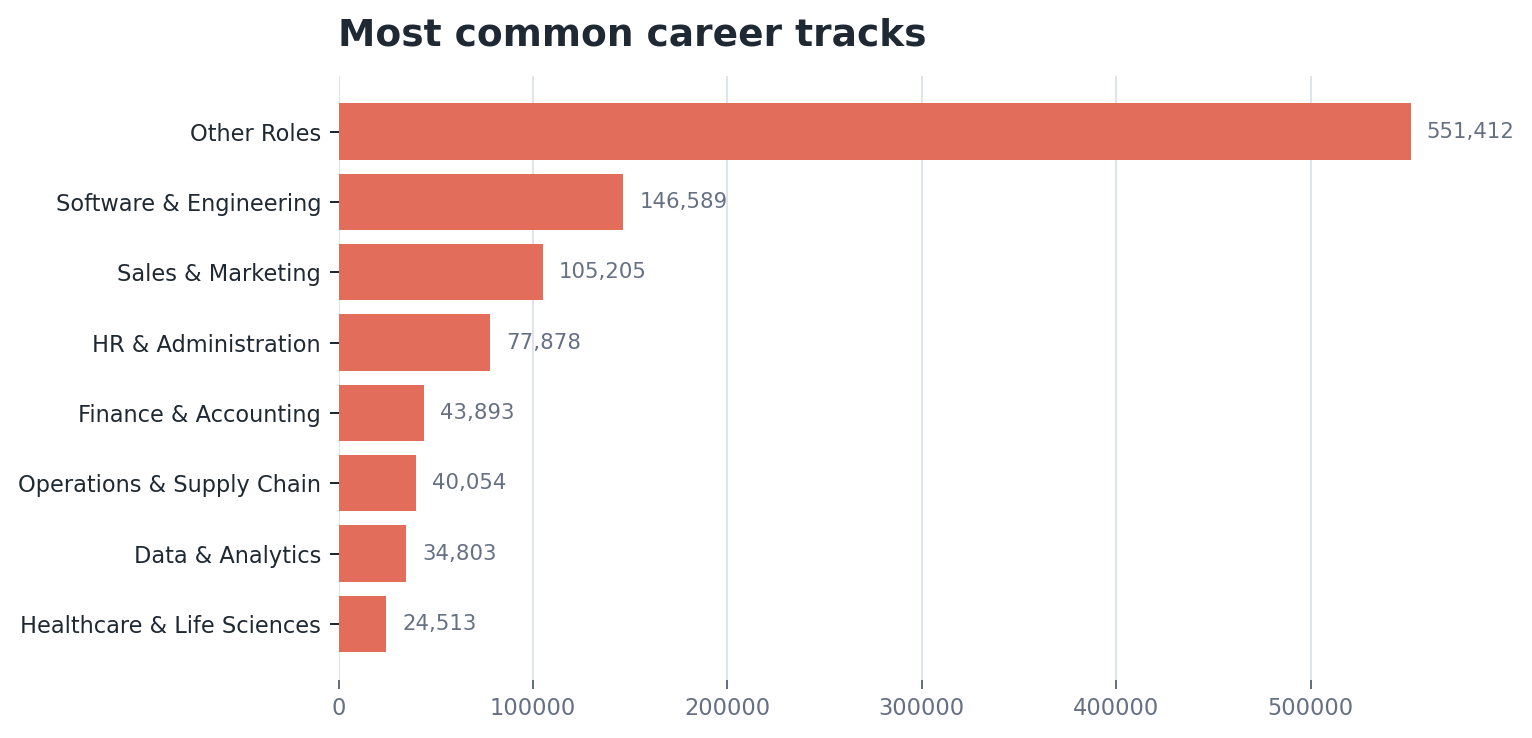 Most common career tracks
Other Roles 551,412
Software & Engineering 146,589
Sales & Marketing 105,205
HR & Administration 77,878
Finance & Accounting 43,893
Operations & Supply Chain 40,054
Data & Analytics 34,803
Healthcare & Life Sciences 24,513
0 100000 200000 300000 400000 500000